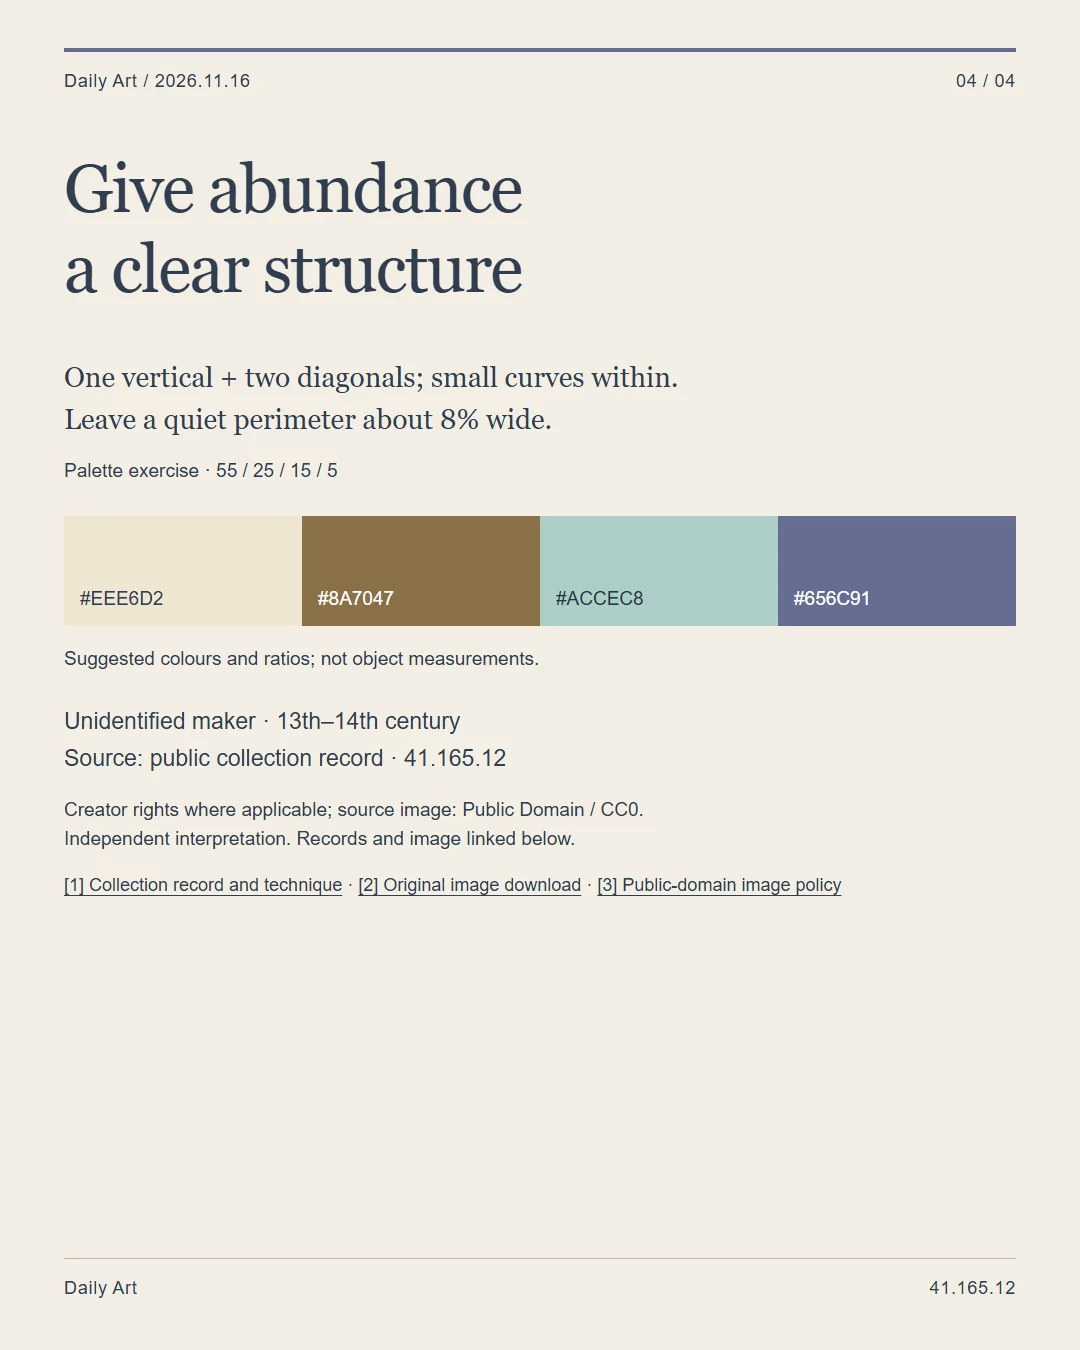 Daily Art / 2026.11.16
04 / 04
Give abundance
a clear structure
One vertical + two diagonals; small curves within.
Leave a quiet perimeter about 8% wide.
Palette exercise · 55 / 25 / 15 / 5
#EEE6D2
#8A7047
#ACCEC8
#656C91
Suggested colours and ratios; not object measurements.
Unidentified maker · 13th–14th century
Source: public collection record · 41.165.12
Creator rights where applicable; source image: Public Domain / CC0.
Independent interpretation. Records and image linked below.
[1] Collection record and technique · [2] Original image download · [3] Public-domain image policy
Daily Art
41.165.12